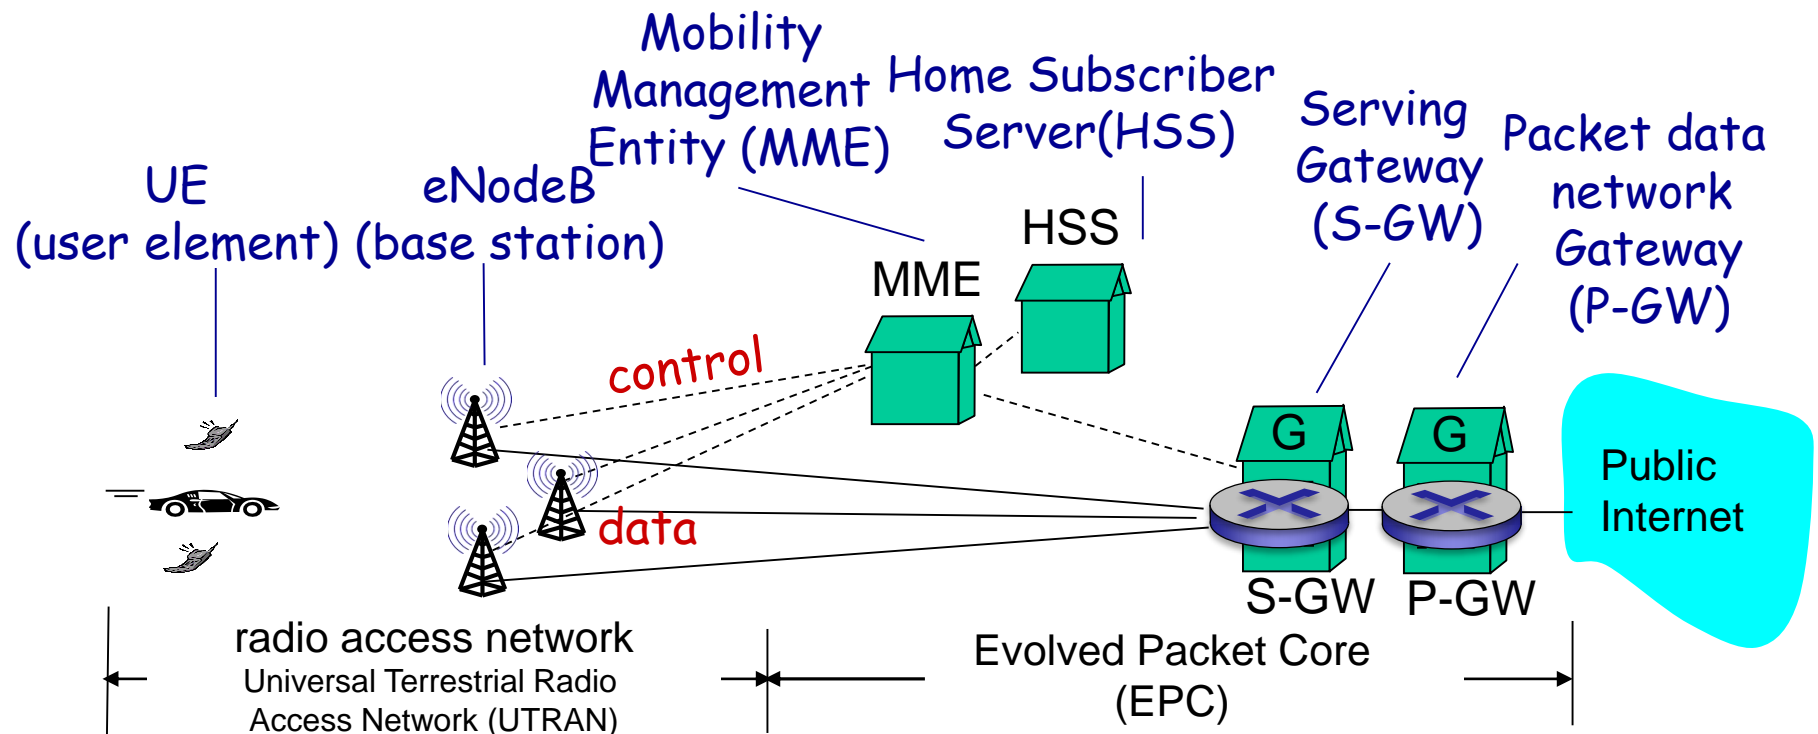 Mobility
Management
Entity (MME)
Home Subscriber
Server(HSS)
Serving
Gateway
(S-GW)
Packet data
network
Gateway
(P-GW)
UE
(user element)
eNodeB
(base station)
HSS
MME
control
data
G
G
S-GW
P-GW
Public
Internet
radio access network
Universal Terrestrial Radio
Access Network (UTRAN)
Evolved Packet Core
(EPC)